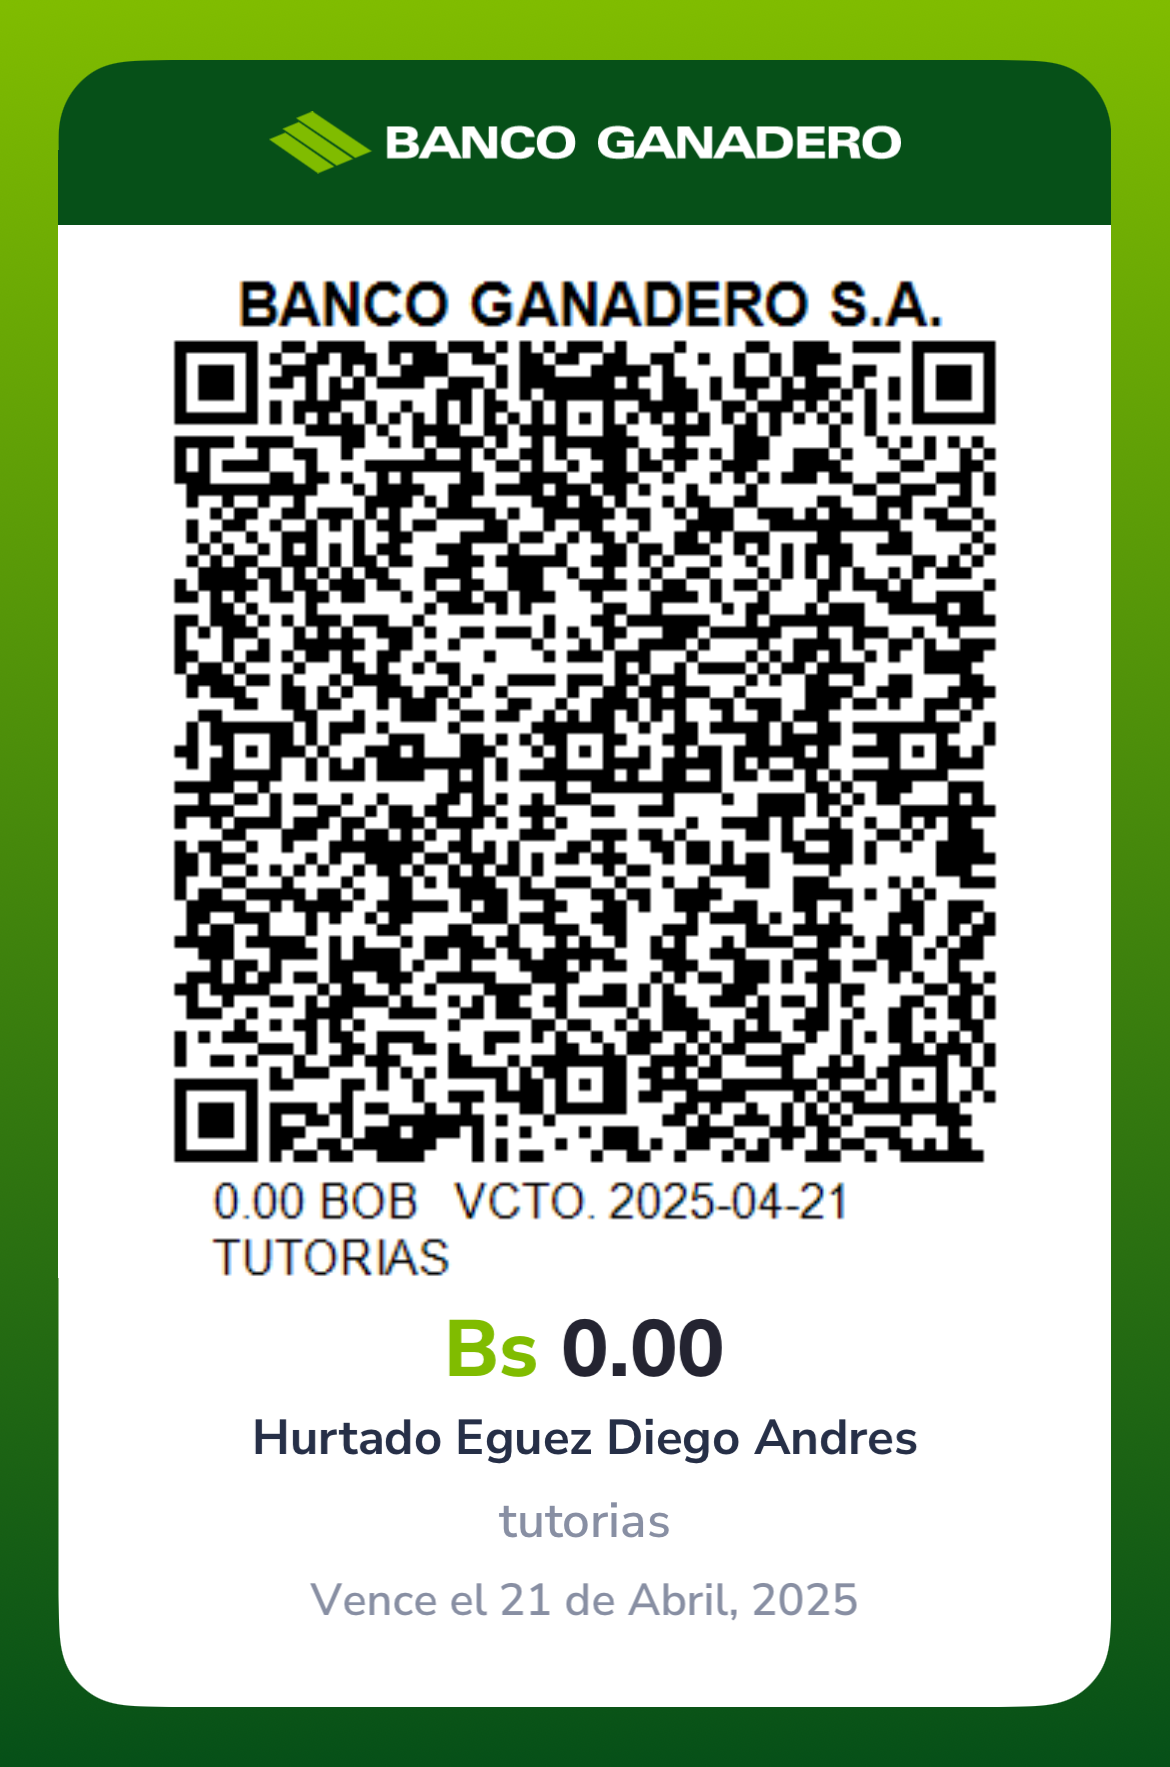 BANCO GANADERO
BANCO GANADERO S.A.
0.00 BOB VCTO. 2025-04-21
TUTORIAS
Bs 0.00
Hurtado Eguez Diego Andres
tutorias
Vence el 21 de Abril, 2025